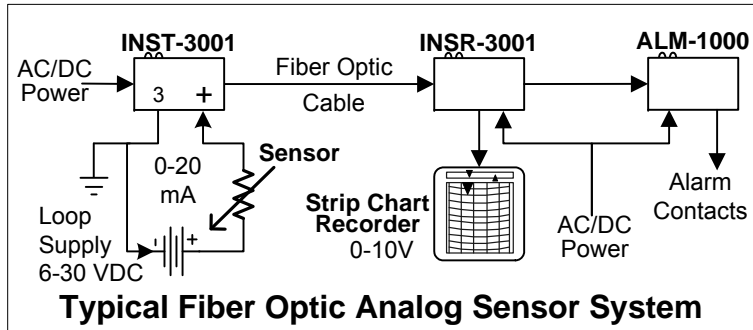 INST-3001
INSR-3001
ALM-1000
AC/DC
Power
3
+
Fiber Optic
Cable
0-20
mA
Sensor
Loop
Supply
6-30 VDC
-
+
Strip Chart
Recorder
0-10V
AC/DC
Power
Alarm
Contacts
Typical Fiber Optic Analog Sensor System